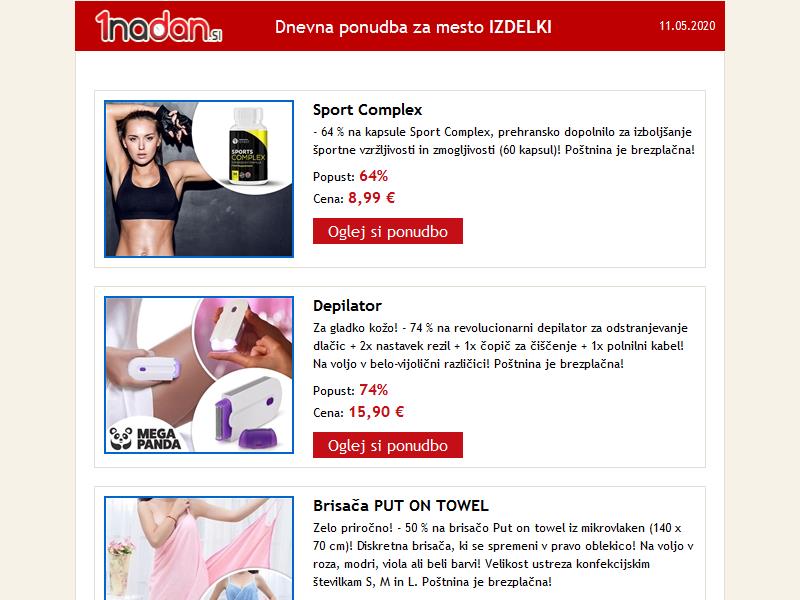 1nadan.si
Dnevna ponudba za mesto IZDELKI
11.05.2020
SPORTS
COMPLEX
Sport Complex
- 64 % na kapsule Sport Complex, prehransko dopolnilo za izboljšanje
športne vzržljivosti in zmogljivosti (60 kapsul)! Poštnina je brezplačna!
Popust: 64%
Cena: 8,99 €
Oglej si ponudbo
MEGA
PANDA
Depilator
Za gladko kožo! - 74 % na revolucionarni depilator za odstranjevanje
dlačic + 2x nastavek rezil + 1x čopič za čiščenje + 1x polnilni kabel!
Na voljo v belo-vijolični različici! Poštnina je brezplačna!
Popust: 74%
Cena: 15,90 €
Oglej si ponudbo
Brisača PUT ON TOWEL
Zelo priročno! - 50 % na brisačo Put on towel iz mikrovlaken (140 x
70 cm)! Diskretna brisača, ki se spremeni v pravo oblekico! Na voljo v
roza, modri, viola ali beli barvi! Velikost ustreza konfekcijskim
številkam S, M in L. Poštnina je brezplačna!